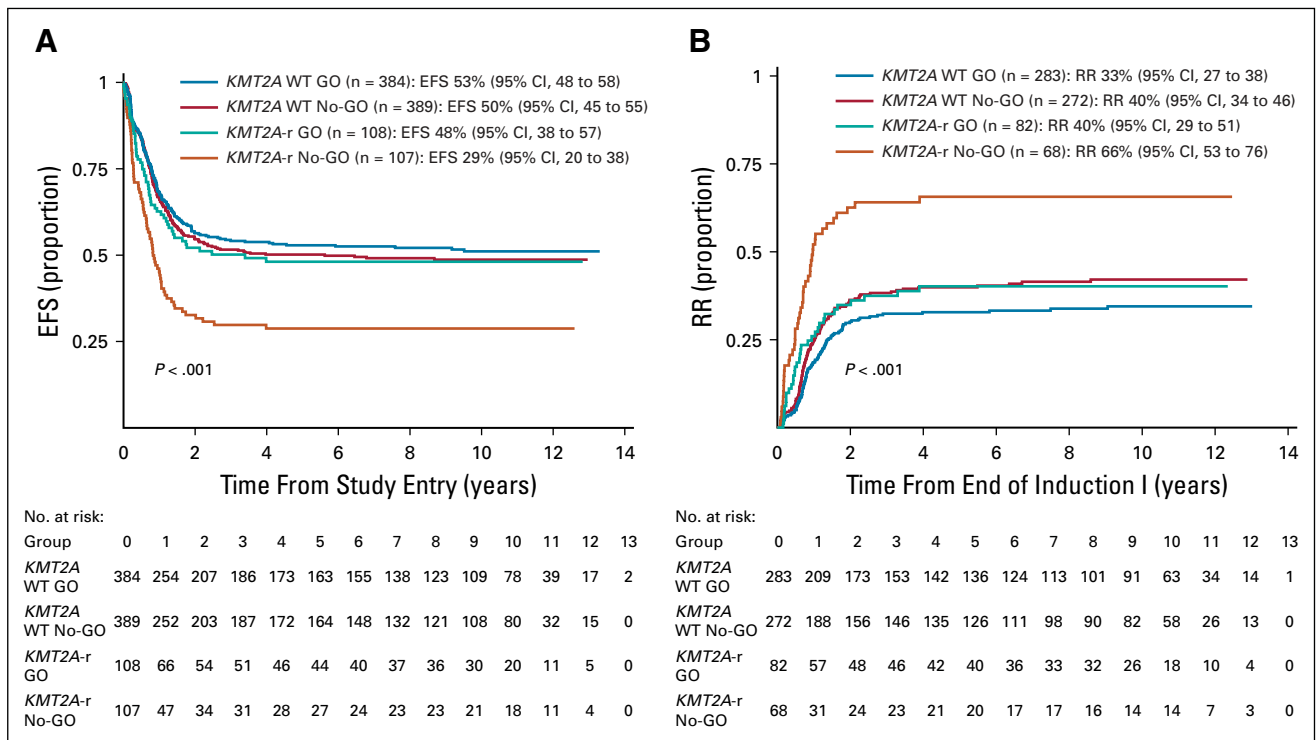 A
KMT2A WT GO (n = 384): EFS 53% (95% CI, 48 to 58)
KMT2A WT No-GO (n = 389): EFS 50% (95% CI, 45 to 55)
KMT2A-r GO (n = 108): EFS 48% (95% CI, 38 to 57)
KMT2A-r No-GO (n = 107): EFS 29% (95% CI, 20 to 38)
1
0.75
0.5
0.25
EFS (proportion)
P < .001
0 2 4 6 8 10 12 14
Time From Study Entry (years)
No. at risk:
Group 0 1 2 3 4 5 6 7 8 9 10 11 12 13
KMT2A
WT GO 384 254 207 186 173 163 155 138 123 109 78 39 17 2
KMT2A
WT No-GO 389 252 203 187 172 164 148 132 121 108 80 32 15 0
KMT2A-r
GO 108 66 54 51 46 44 40 37 36 30 20 11 5 0
KMT2A-r
No-GO 107 47 34 31 28 27 24 23 23 21 18 11 4 0
B
KMT2A WT GO (n = 283): RR 33% (95% CI, 27 to 38)
KMT2A WT No-GO (n = 272): RR 40% (95% CI, 34 to 46)
KMT2A-r GO (n = 82): RR 40% (95% CI, 29 to 51)
KMT2A-r No-GO (n = 68): RR 66% (95% CI, 53 to 76)
1
0.75
0.5
0.25
RR (proportion)
P < .001
0 2 4 6 8 10 12 14
Time From End of Induction I (years)
No. at risk:
Group 0 1 2 3 4 5 6 7 8 9 10 11 12 13
KMT2A
WT GO 283 209 173 153 142 136 124 113 101 91 63 34 14 1
KMT2A
WT No-GO 272 188 156 146 135 126 111 98 90 82 58 26 13 0
KMT2A-r
GO 82 57 48 46 42 40 36 33 32 26 18 10 4 0
KMT2A-r
No-GO 68 31 24 23 21 20 17 17 16 14 14 7 3 0